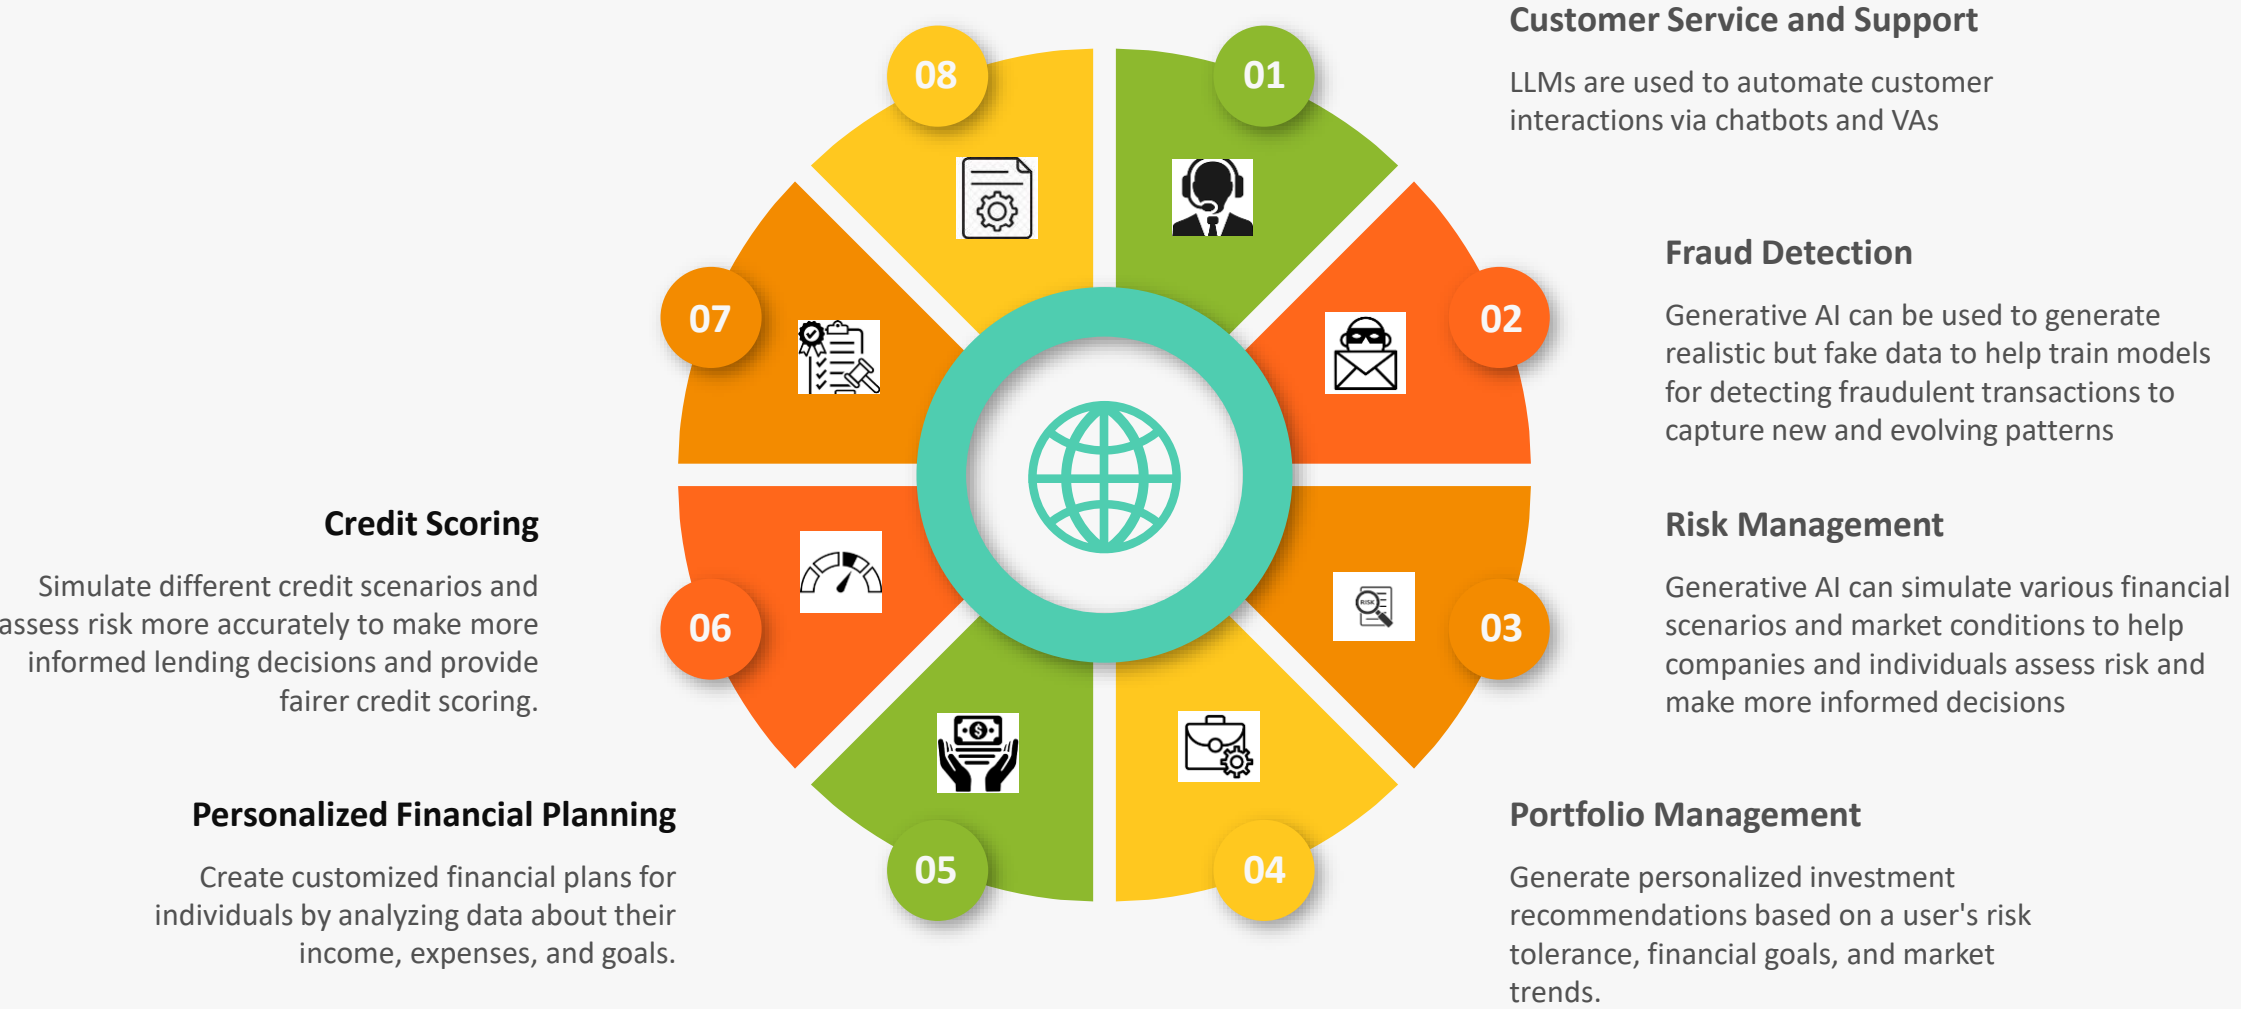 Customer Service and Support
LLMs are used to automate customer
interactions via chatbots and VAs
01
Fraud Detection
Generative AI can be used to generate
realistic but fake data to help train models
for detecting fraudulent transactions to
capture new and evolving patterns
02
Risk Management
Generative AI can simulate various financial
scenarios and market conditions to help
companies and individuals assess risk and
make more informed decisions
03
RISK
Portfolio Management
Generate personalized investment
recommendations based on a user's risk
tolerance, financial goals, and market
trends.
04
Personalized Financial Planning
Create customized financial plans for
individuals by analyzing data about their
income, expenses, and goals.
05
Credit Scoring
Simulate different credit scenarios and
assess risk more accurately to make more
informed lending decisions and provide
fairer credit scoring.
06
07
08